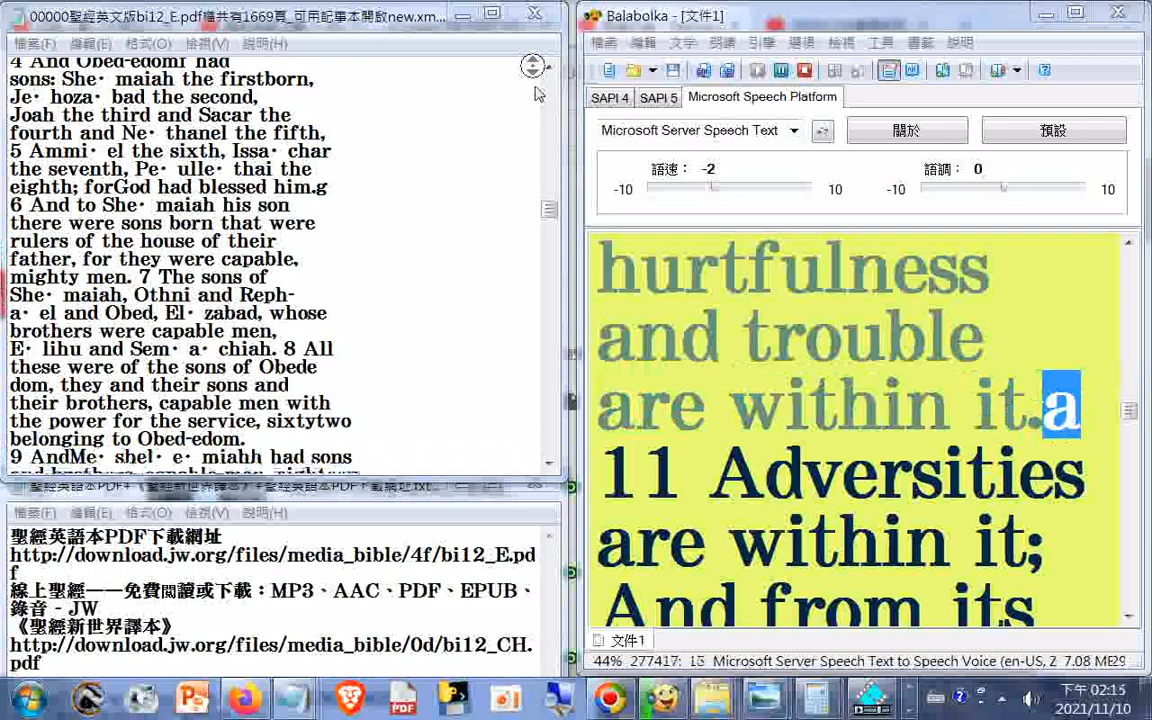 00000聖經英文版bi12_E.pdf檔共有1669頁_可用記事本開啟new.xm...
檔案(F) 編輯(E) 格式(O) 檢視(V) 說明(H)
4 And Obed-edomf had
sons: She· maiah the firstborn,
Je· hoza· bad the second,
Joah the third and Sacar the
fourth and Ne· thanel the fifth,
5 Ammi· el the sixth, Issa· char
the seventh, Pe· ulle· thai the
eighth; forGod had blessed him.g
6 And to She· maiah his son
there were sons born that were
rulers of the house of their
father, for they were capable,
mighty men. 7 The sons of
She· maiah, Othni and Reph-
a· el and Obed, El· zabad, whose
brothers were capable men,
E· lihu and Sem· a· chiah. 8 All
these were of the sons of Obede
dom, they and their sons and
their brothers, capable men with
the power for the service, sixtytwo
belonging to Obed-edom.
9 AndMe· shel· e· miahh had sons
檔案(F) 編輯(E) 格式(O) 檢視(V) 說明(H)
聖經英語本PDF下載網址
http://download.jw.org/files/media_bible/4f/bi12_E.pd
f
線上聖經——免費閱讀或下載：MP3、AAC、PDF、EPUB、
錄音 - JW
《聖經新世界譯本》
http://download.jw.org/files/media_bible/0d/bi12_CH.
pdf
Balabolka - [文件1]
檔案 編輯 文字 朗讀 引擎 選項 檢視 工具 書籤 說明
SAPI 4 SAPI 5 Microsoft Speech Platform
Microsoft Server Speech Text 關於 預設
語速： -2 語調： 0
-10 10 -10 10
hurtfulness
and trouble
are within it.a
11 Adversities
are within it;
And from its
文件1
44% 277417: 13 Microsoft Server Speech Text to Speech Voice (en-US, Z 7.08 ME29
下午 02:15
2021/11/10